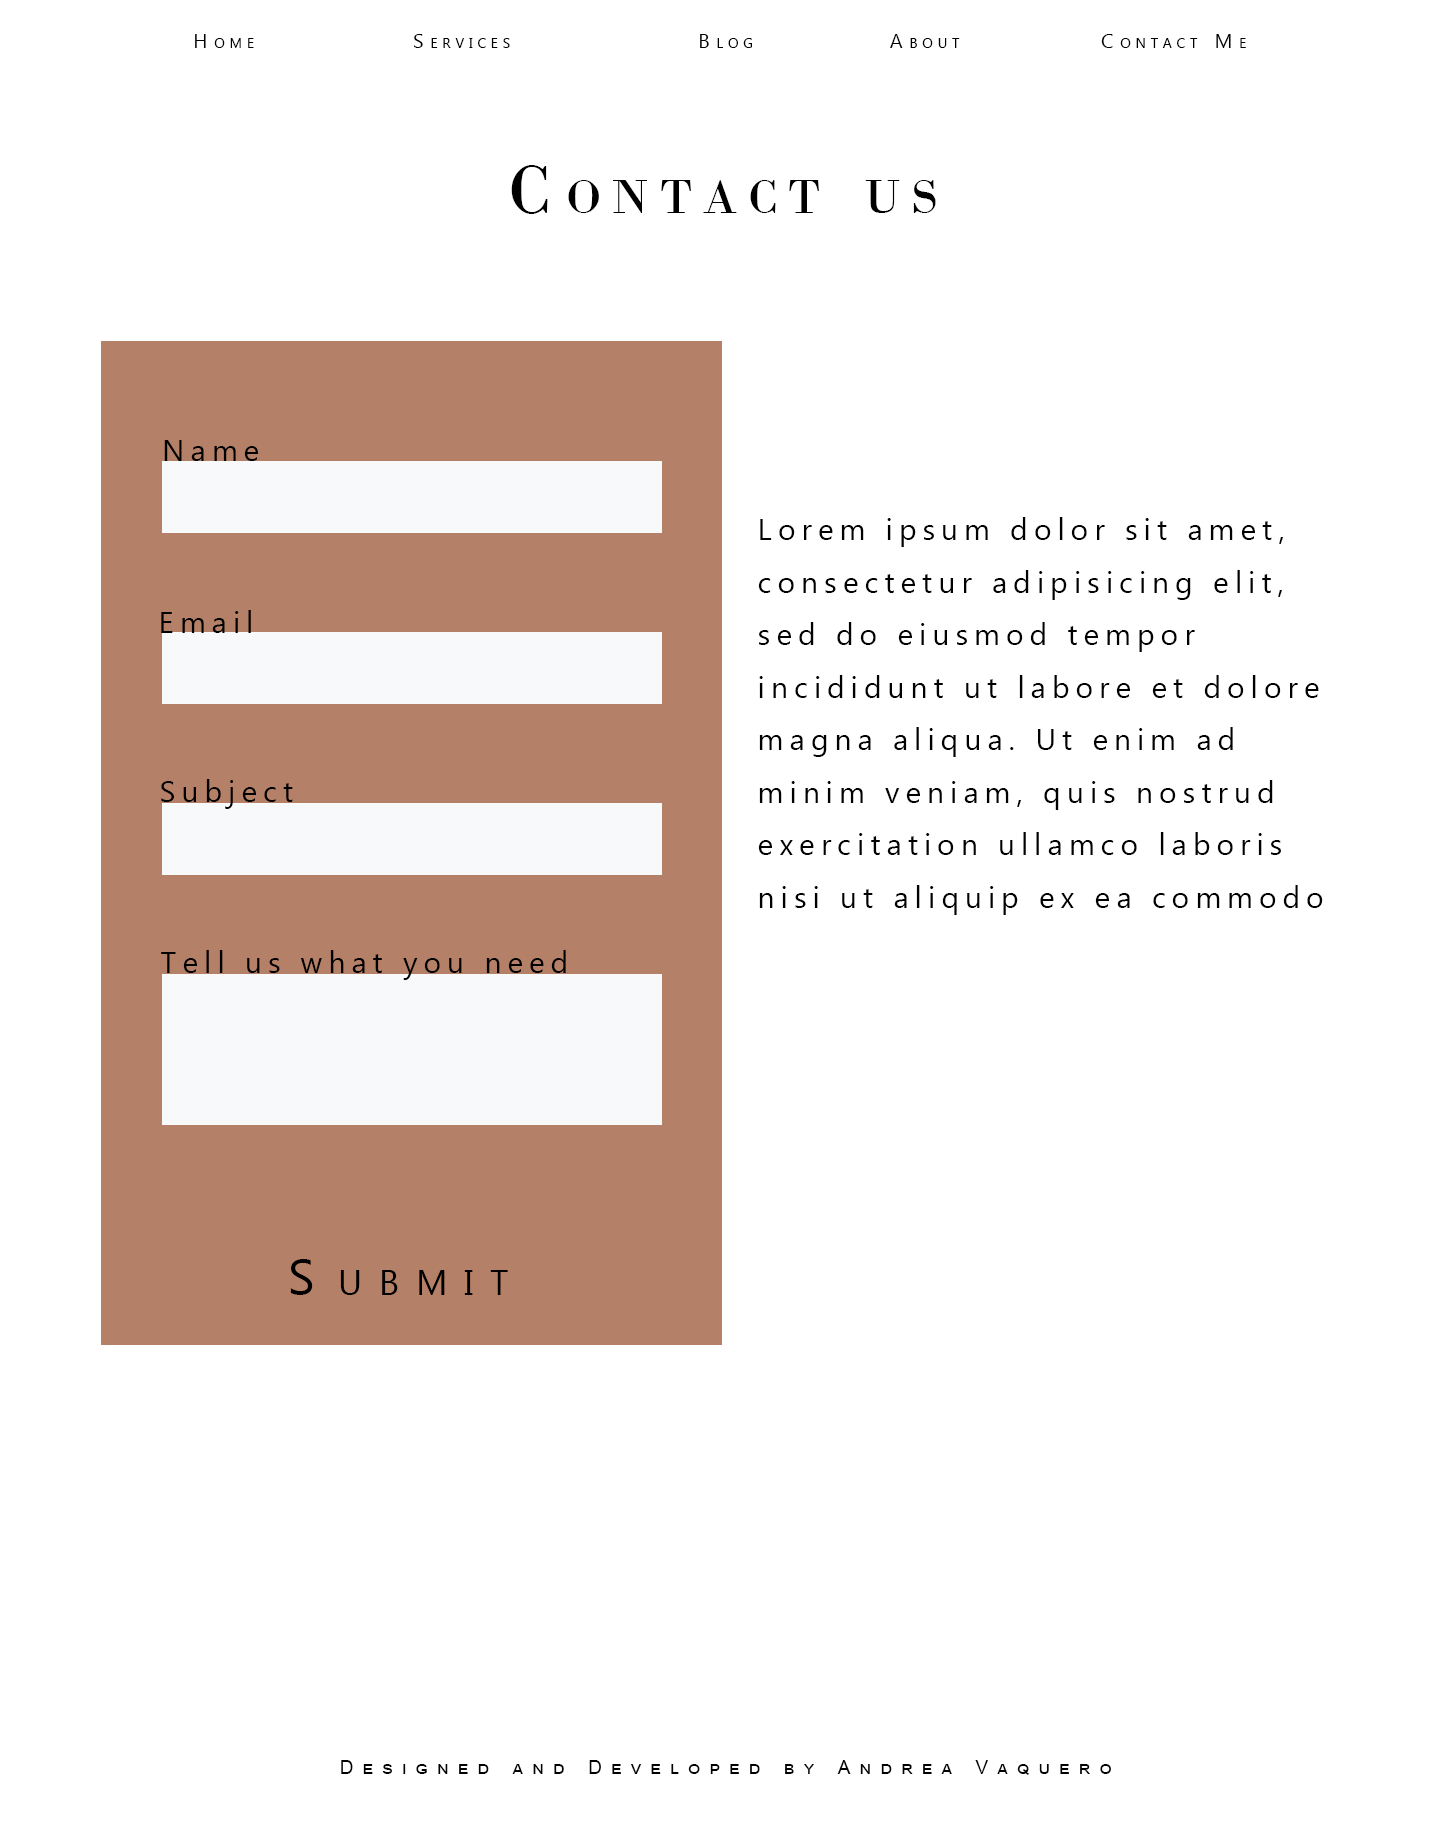 Home Services Blog About Contact Me
Contact us
Name
Email
Subject
Tell us what you need
Submit
Lorem ipsum dolor sit amet,
consectetur adipisicing elit,
sed do eiusmod tempor
incididunt ut labore et dolore
magna aliqua. Ut enim ad
minim veniam, quis nostrud
exercitation ullamco laboris
nisi ut aliquip ex ea commodo
Designed and Developed by Andrea Vaquero